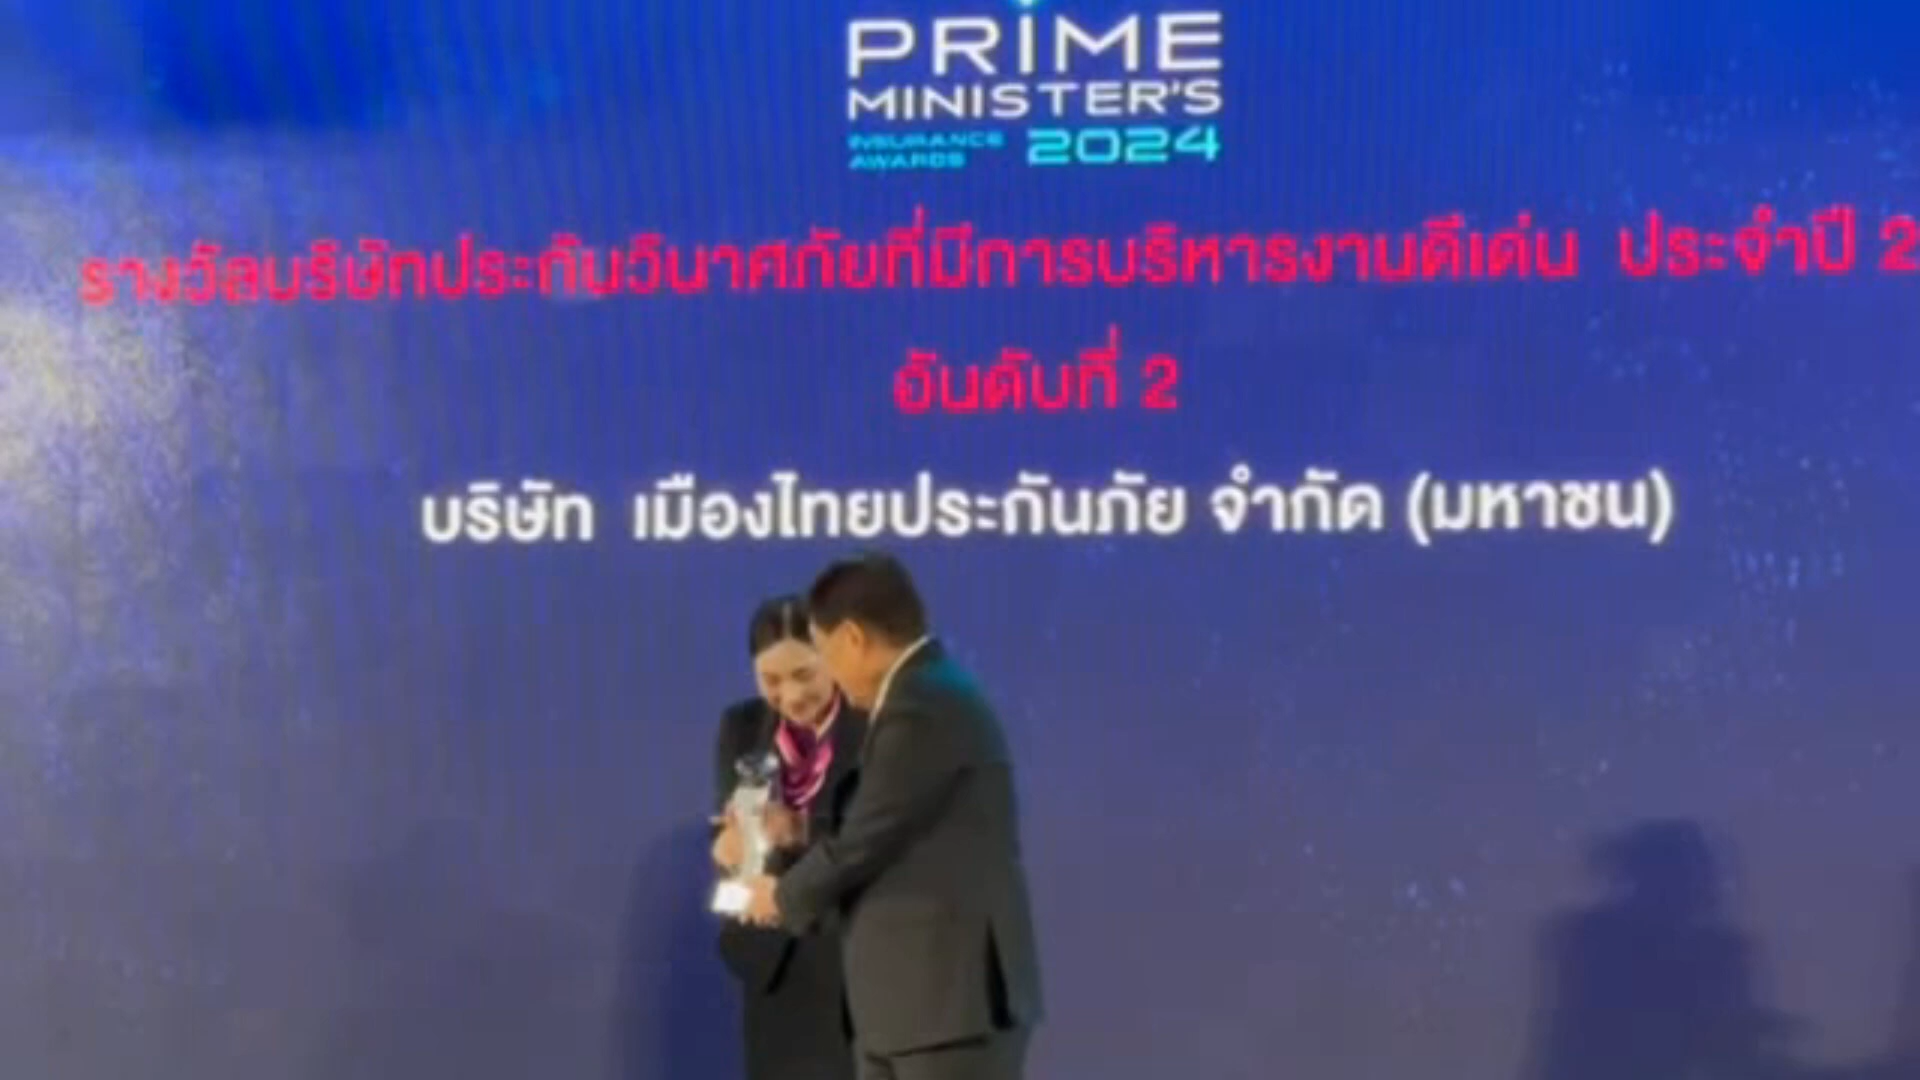 PRIME
MINISTER'S
INSURANCE
AWARDS 2024
รางวัลบริษัทประกันวินาศภัยที่มีการบริหารงานดีเด่น ประจำปี 2
อันดับที่ 2
บริษัท เมืองไทยประกันภัย จำกัด (มหาชน)